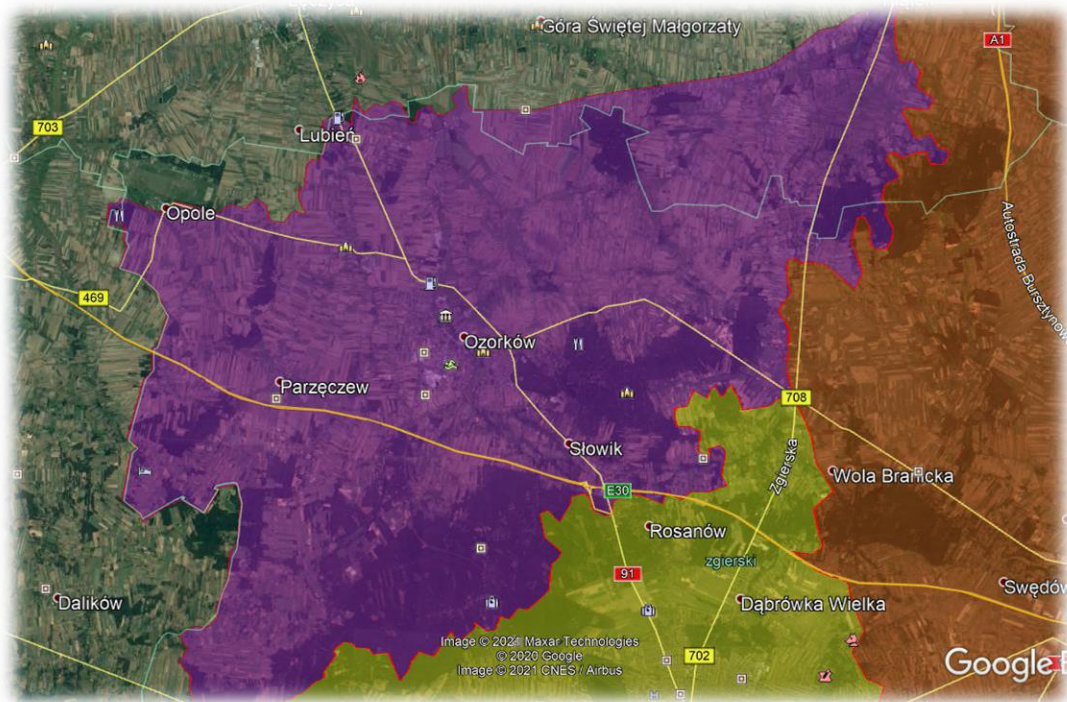 Góra Świętej Małgorzaty
A1
703
Lubień
Opole
469
Autostrada Bursztynow
Ozorków
Parzęczew
708
Słowik
Zgierska
Wola Branicka
E30
Rosanów
zgierski
91
Swędów
Dalików
Dąbrówka Wielka
Image © 2021 Maxar Technologies
© 2020 Google
Image © 2021 CNES / Airbus
702
Google